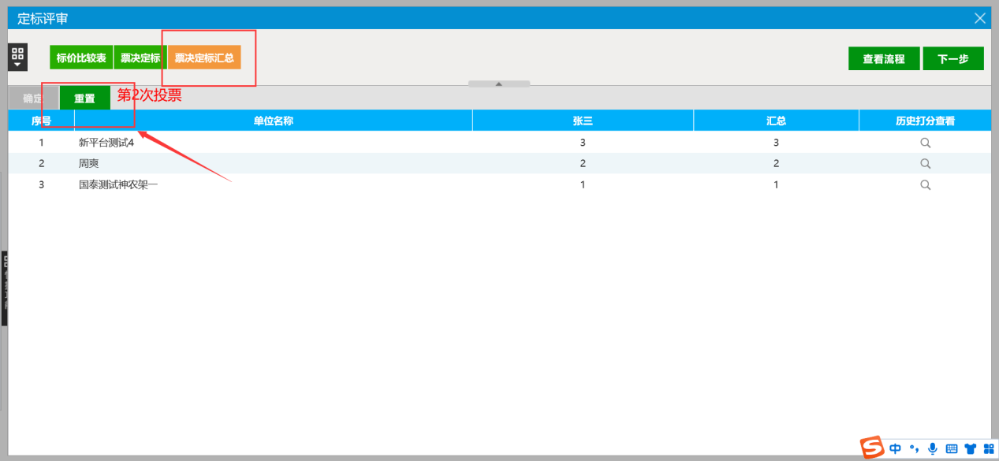 定标评审
标价比较表 票决定标 票决定标汇总 查看流程 下一步
确定 重置 第2次投票
序号 单位名称 张三 汇总 历史打分查看
1 新平台测试4 3 3
2 周爽 2 2
3 国泰测试神农架一 1 1
中